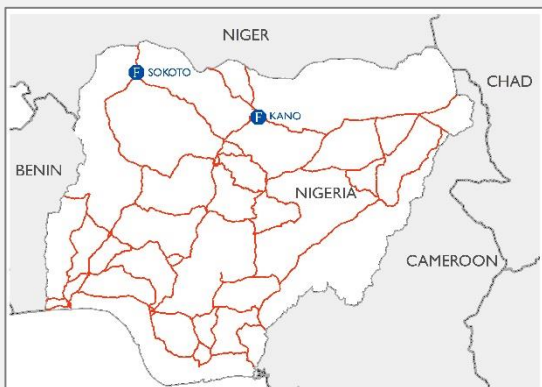 NIGER
F SOKOTO
CHAD
F KANO
BENIN
NIGERIA
CAMEROON